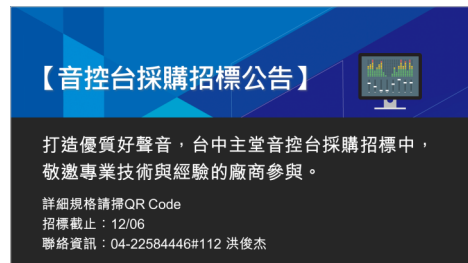 【音控台採購招標公告】
打造優質好聲音，台中主堂音控台採購招標中，
敬邀專業技術與經驗的廠商參與。
詳細規格請掃QR Code
招標截止：12/06
聯絡資訊：04-22584446#112 洪俊杰